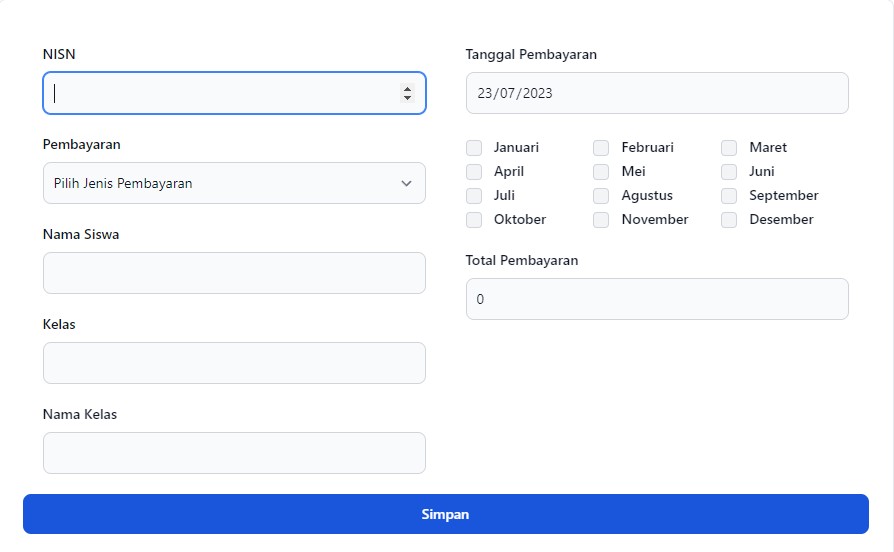 NISN
Pembayaran
Pilih Jenis Pembayaran
Nama Siswa
Kelas
Nama Kelas
Tanggal Pembayaran
23/07/2023
Januari Februari Maret
April Mei Juni
Juli Agustus September
Oktober November Desember
Total Pembayaran
0
Simpan